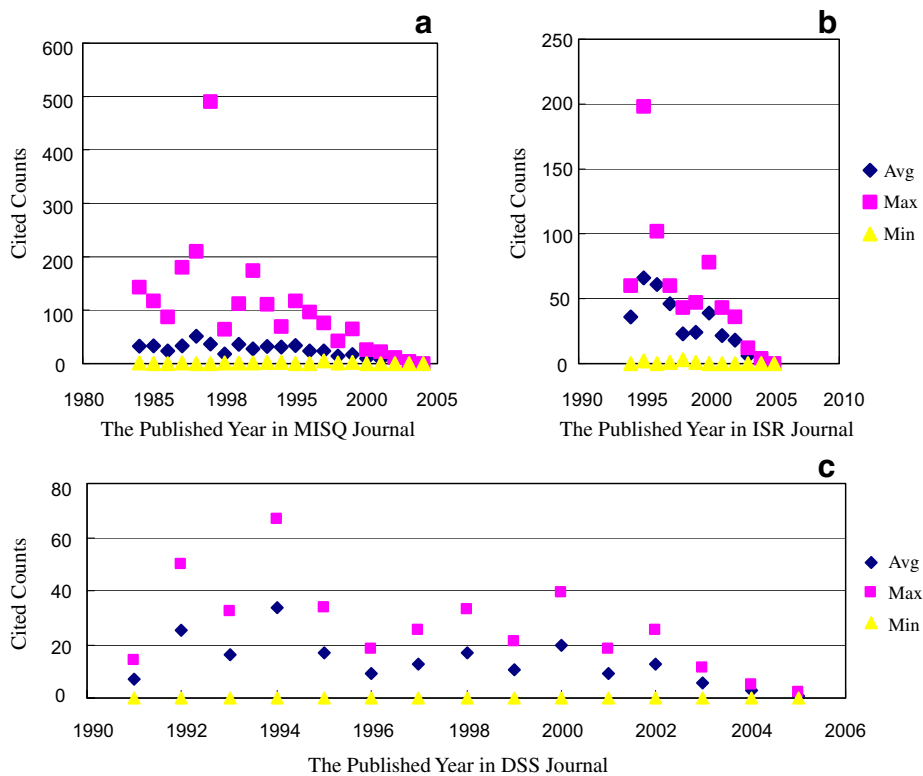 a
600
500
400
300
200
100
0
Cited Counts
1980 1985 1998 1995 2000 2005
The Published Year in MISQ Journal
b
250
200
150
100
50
0
Cited Counts
1990 1995 2000 2005 2010
The Published Year in ISR Journal
Avg
Max
Min
c
80
60
40
20
0
Cited Counts
1990 1992 1994 1996 1998 2000 2002 2004 2006
The Published Year in DSS Journal
Avg
Max
Min